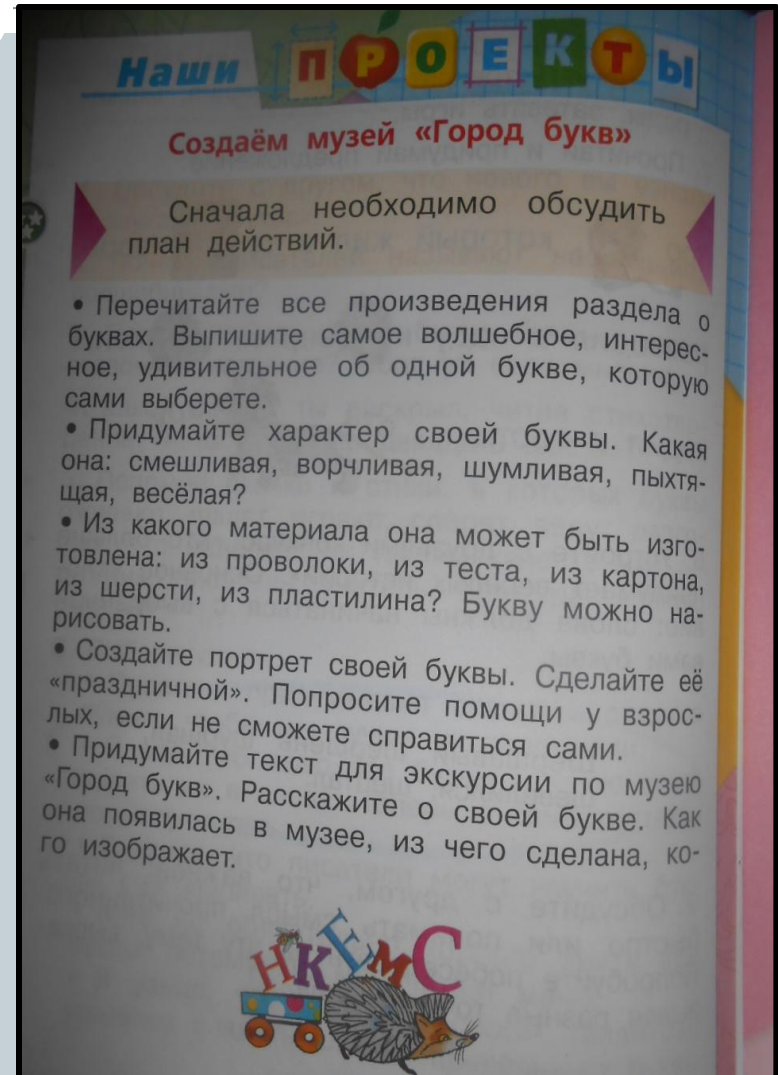 Наши ПРОЕКТЫ
Создаём музей «Город букв»
Сначала необходимо обсудить
план действий.
• Перечитайте все произведения раздела о
буквах. Выпишите самое волшебное, интерес-
ное, удивительное об одной букве, которую
сами выберете.
• Придумайте характер своей буквы. Какая
она: смешливая, ворчливая, шумливая, пыхтя-
щая, весёлая?
• Из какого материала она может быть изго-
товлена: из проволоки, из теста, из картона,
из шерсти, из пластилина? Букву можно на-
рисовать.
• Создайте портрет своей буквы. Сделайте её
«праздничной». Попросите помощи у взрос-
лых, если не сможете справиться сами.
• Придумайте текст для экскурсии по музею
«Город букв». Расскажите о своей букве. Как
она появилась в музее, из чего сделана, ко-
го изображает.
НКЕМС